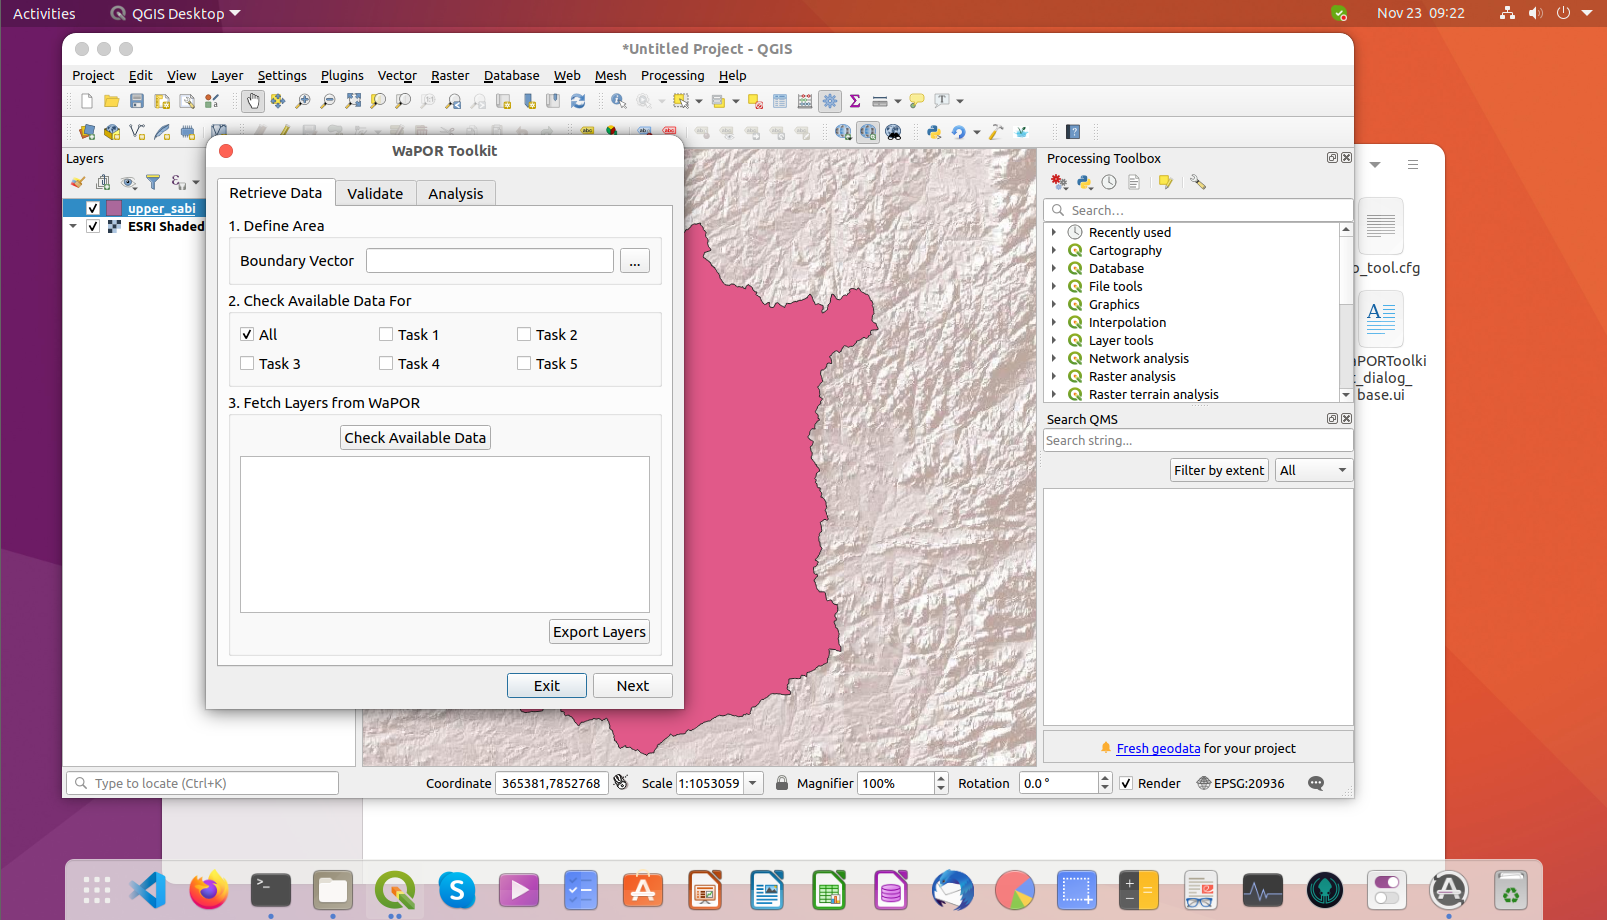 Activities
QGIS Desktop
Nov 23 09:22
*Untitled Project - QGIS
Project Edit View Layer Settings Plugins Vector Raster Database Web Mesh Processing Help
Layers
upper_sabi
ESRI Shaded
WaPOR Toolkit
Retrieve Data
Validate
Analysis
1. Define Area
Boundary Vector
...
2. Check Available Data For
All
Task 1
Task 2
Task 3
Task 4
Task 5
3. Fetch Layers from WaPOR
Check Available Data
Export Layers
Exit
Next
Processing Toolbox
Search…
Recently used
Cartography
Database
File tools
Graphics
Interpolation
Layer tools
Network analysis
Raster analysis
Raster terrain analysis
Search QMS
Search string...
Filter by extent
All
Fresh geodata for your project
o_tool.cfg
aPORToolki
t_dialog_
base.ui
Type to locate (Ctrl+K)
Coordinate 365381,7852768
Scale 1:1053059
Magnifier 100%
Rotation 0.0 °
Render
EPSG:20936